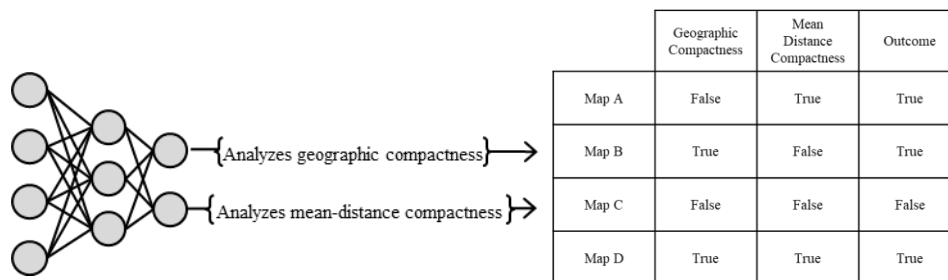 Geographic
Compactness
Mean
Distance
Compactness
Outcome
Map A
False
True
True
{Analyzes geographic compactness}
Map B
True
False
True
{Analyzes mean-distance compactness}
Map C
False
False
False
Map D
True
True
True